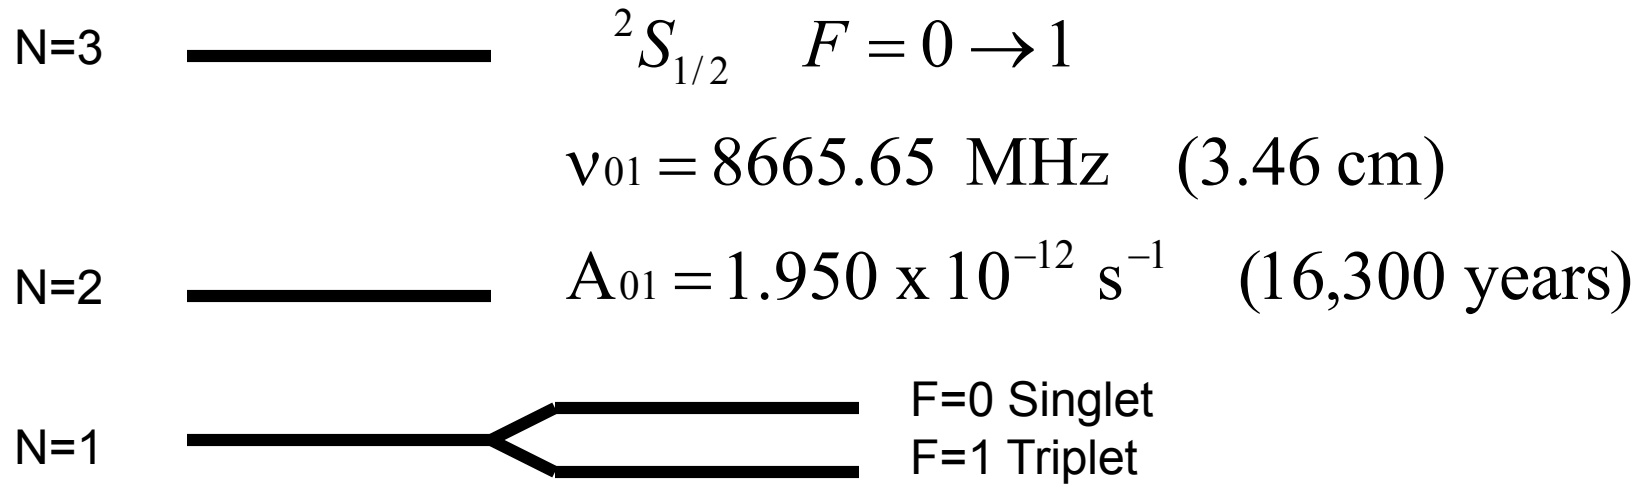 N=3 ²S₁/₂ F = 0 → 1
ν₀₁ = 8665.65 MHz (3.46 cm)
N=2 A₀₁ = 1.950 x 10⁻¹² s⁻¹ (16,300 years)
F=0 Singlet
N=1 F=1 Triplet